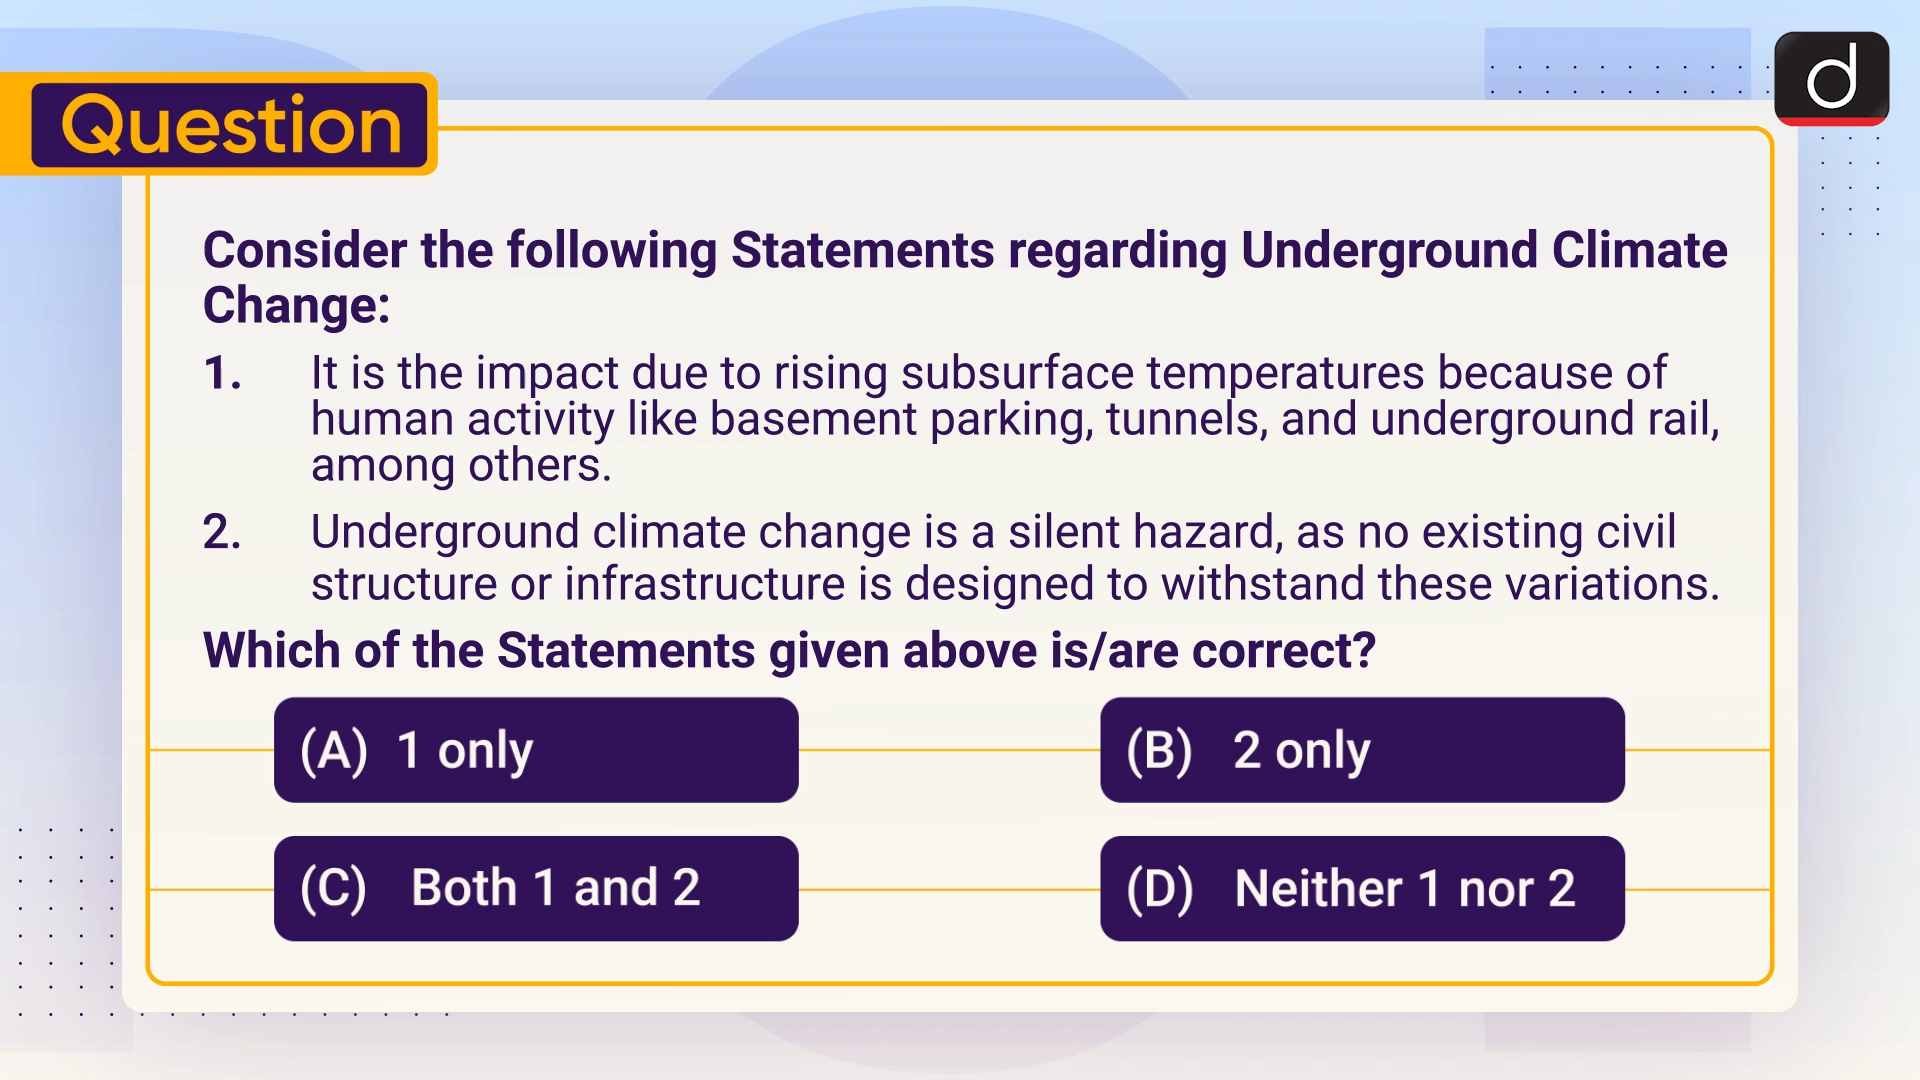 Question
Consider the following Statements regarding Underground Climate
Change:
1. It is the impact due to rising subsurface temperatures because of
human activity like basement parking, tunnels, and underground rail,
among others.
2. Underground climate change is a silent hazard, as no existing civil
structure or infrastructure is designed to withstand these variations.
Which of the Statements given above is/are correct?
(A) 1 only
(B) 2 only
(C) Both 1 and 2
(D) Neither 1 nor 2
d